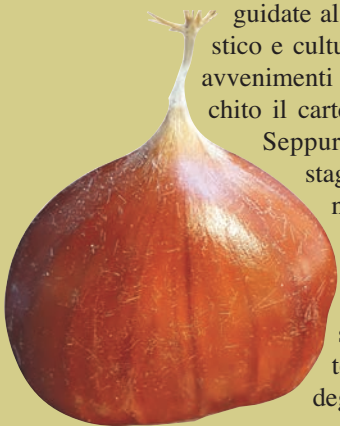 guidate al
stico e cultu
avvenimenti
chito il carte
Seppur
stag
deg